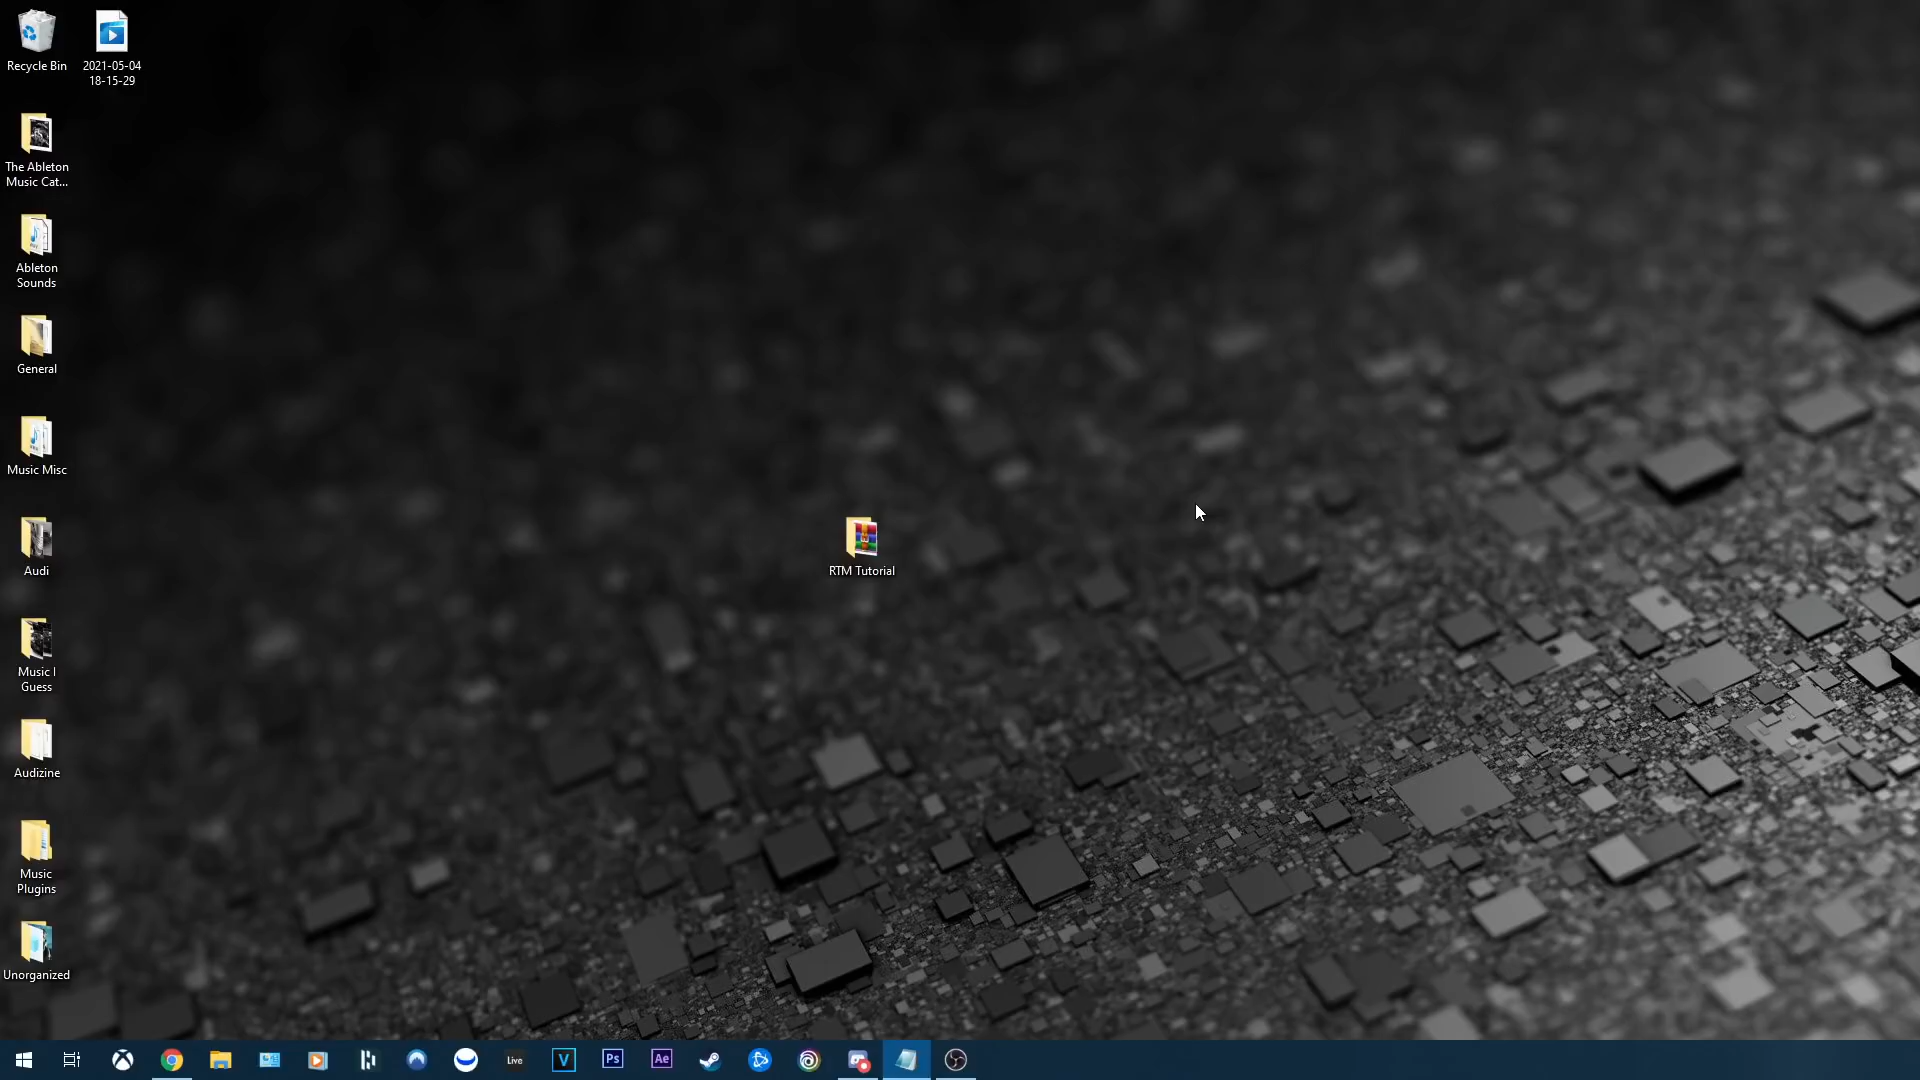 Recycle Bin
2021-05-04
18-15-29
The Ableton
Music Cat...
Ableton
Sounds
General
Music Misc
Audi
RTM Tutorial
Music I
Guess
Audizine
Music
Plugins
Unorganized
Live
V
Ps
Ae